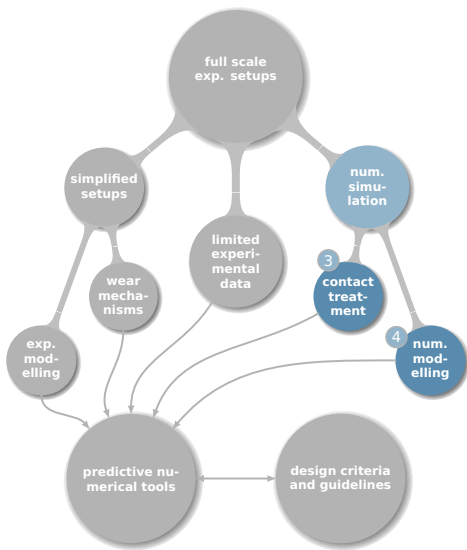 full scale
exp. setups
simplified
setups
num.
simu-
lation
limited
experi-
mental
data
wear
mecha-
nisms
3
contact
treat-
ment
exp.
mod-
elling
4
num.
mod-
elling
predictive nu-
merical tools
design criteria
and guidelines